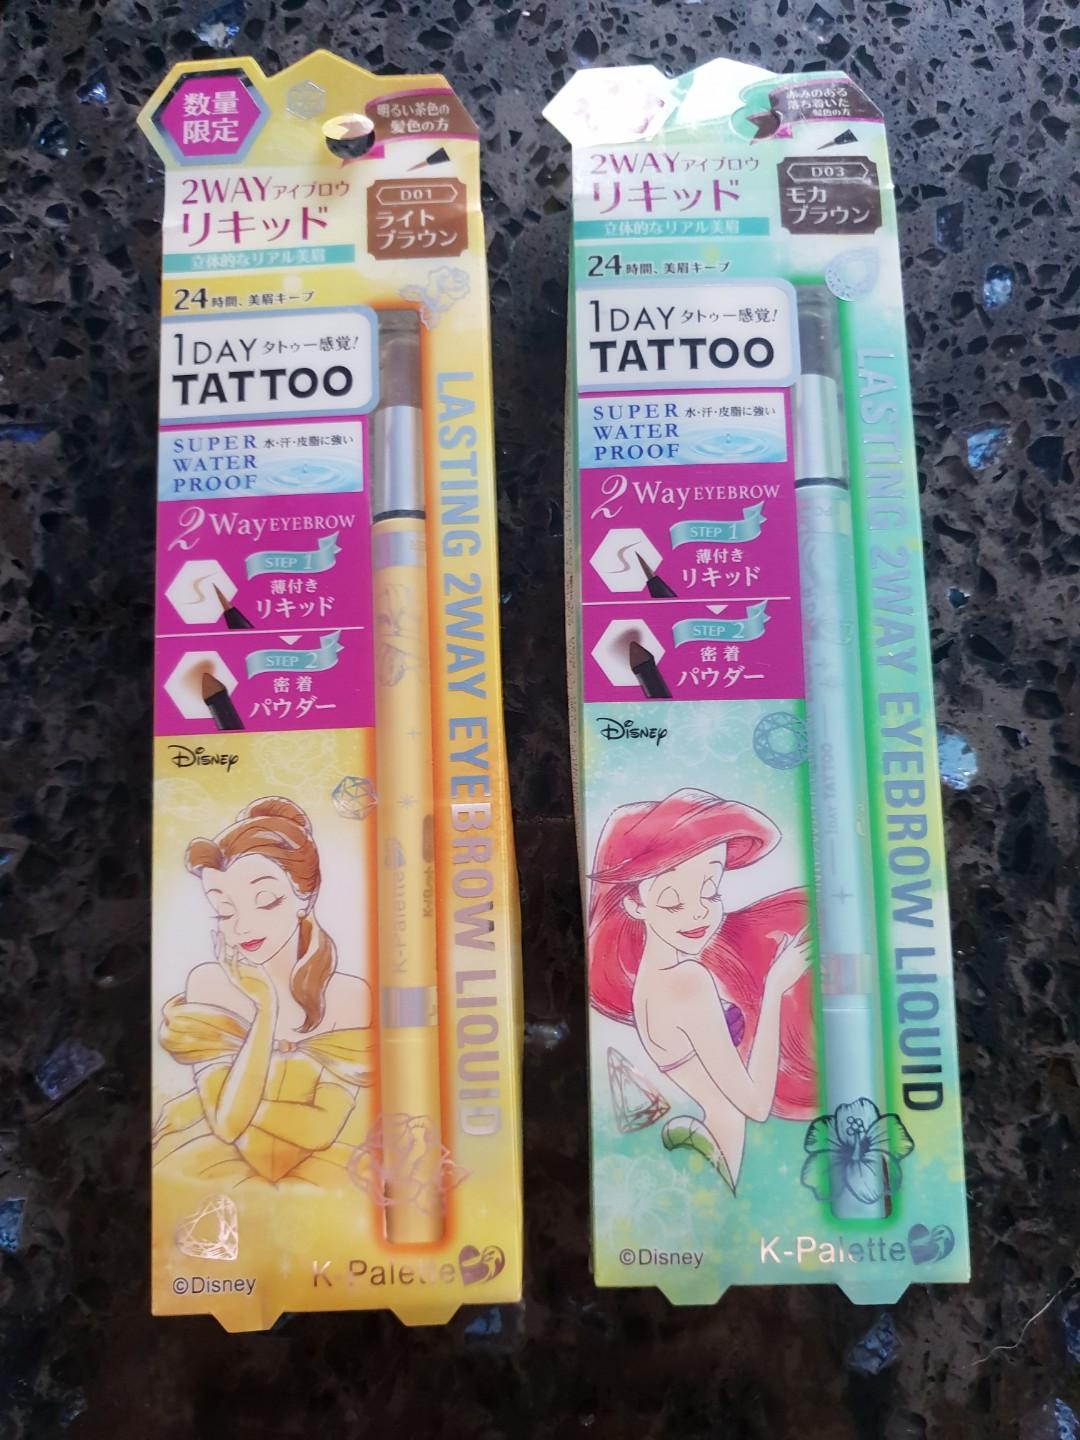 数量
限定
明るい茶色の
髪色の方
2WAYアイブロウ
リキッド
立体的なリアル美眉
D01
ライト
ブラウン
24時間、美眉キープ
1DAY タトゥー感覚!
TATTOO
SUPER 水・汗・皮脂に強い
WATER
PROOF
2 Way EYEBROW
STEP 1
薄付き
リキッド
STEP 2
密着
パウダー
Disney
LASTING 2WAY EYEBROW LIQUID
K-Palette
©Disney
K-Palette
赤みのある
落ち着いた
髪色の方
2WAYアイブロウ
リキッド
立体的なリアル美眉
D03
モカ
ブラウン
24時間、美眉キープ
1DAY タトゥー感覚!
TATTOO
SUPER 水・汗・皮脂に強い
WATER
PROOF
2 Way EYEBROW
STEP 1
薄付き
リキッド
STEP 2
密着
パウダー
Disney
LASTING 2WAY EYEBROW LIQUID
1DAY TATTOO
©Disney
K-Palette